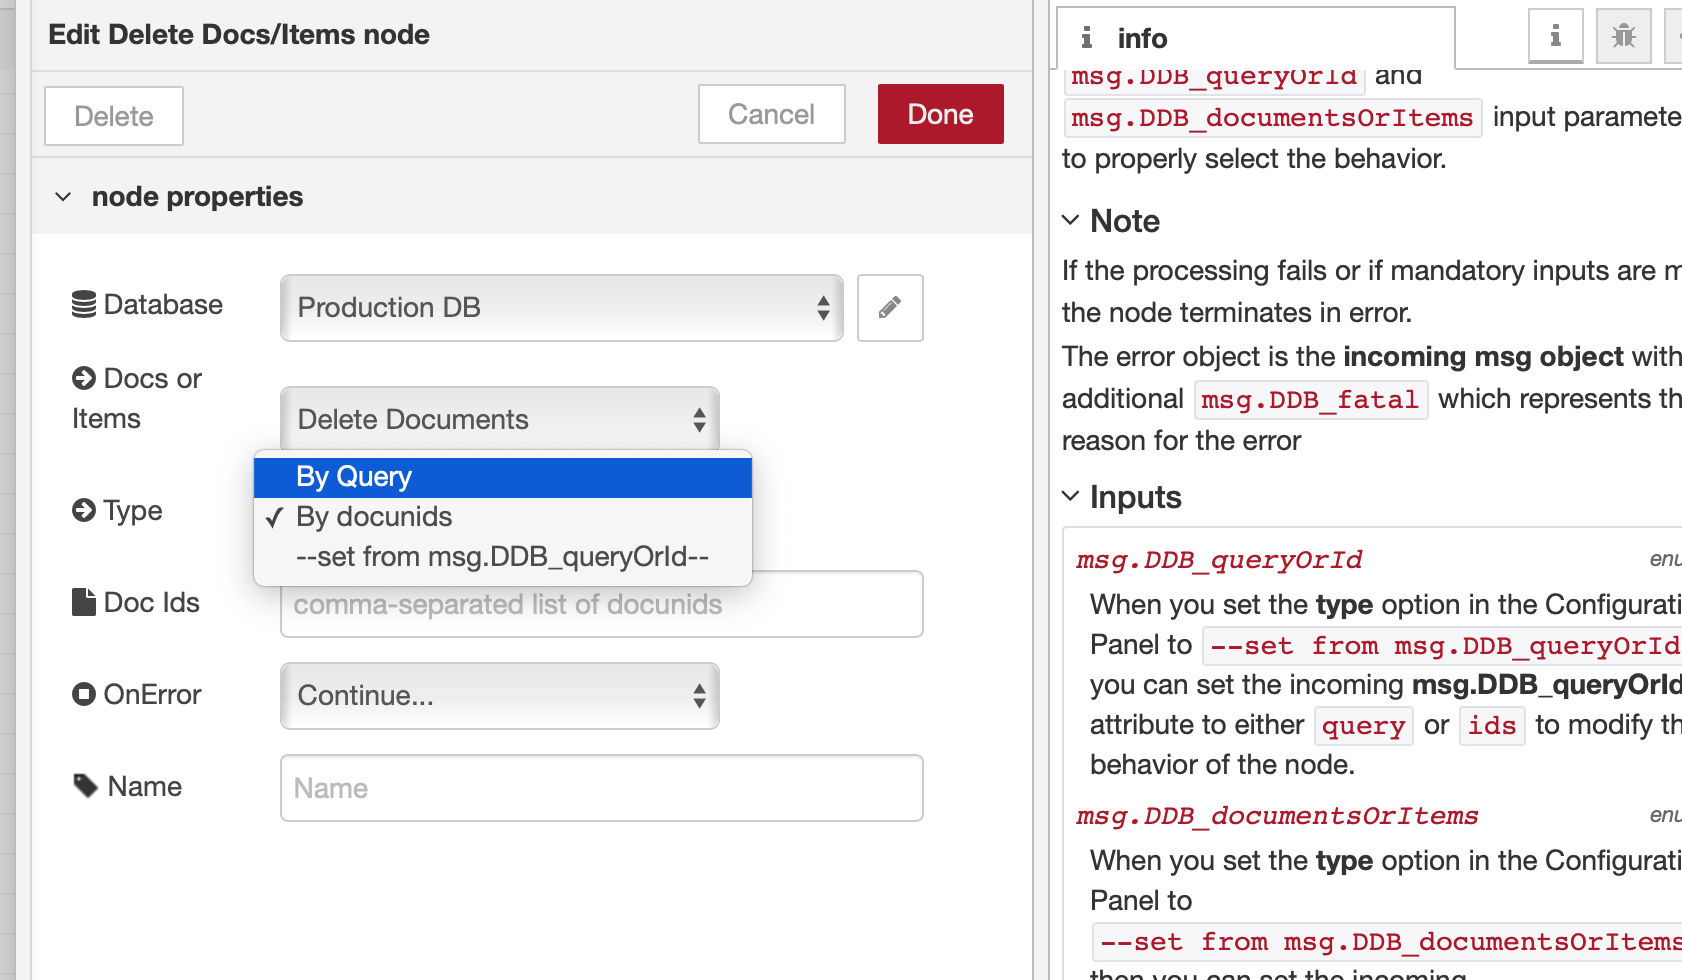 Edit Delete Docs/Items node
Delete
Cancel
Done
node properties
Database
Production DB
Docs or
Items
Delete Documents
By Query
Type
✓ By docunids
--set from msg.DDB_queryOrId--
Doc Ids
comma-separated list of docunids
OnError
Continue...
Name
Name
info
msg.DDB_queryOrId and
msg.DDB_documentsOrItems input paramete
to properly select the behavior.
Note
If the processing fails or if mandatory inputs are m
the node terminates in error.
The error object is the incoming msg object with
additional msg.DDB_fatal which represents th
reason for the error
Inputs
msg.DDB_queryOrId enu
When you set the type option in the Configurati
Panel to --set from msg.DDB_queryOrId
you can set the incoming msg.DDB_queryOrId
attribute to either query or ids to modify th
behavior of the node.
msg.DDB_documentsOrItems enu
When you set the type option in the Configurati
Panel to
--set from msg.DDB_documentsOrItems
then you can set the incoming